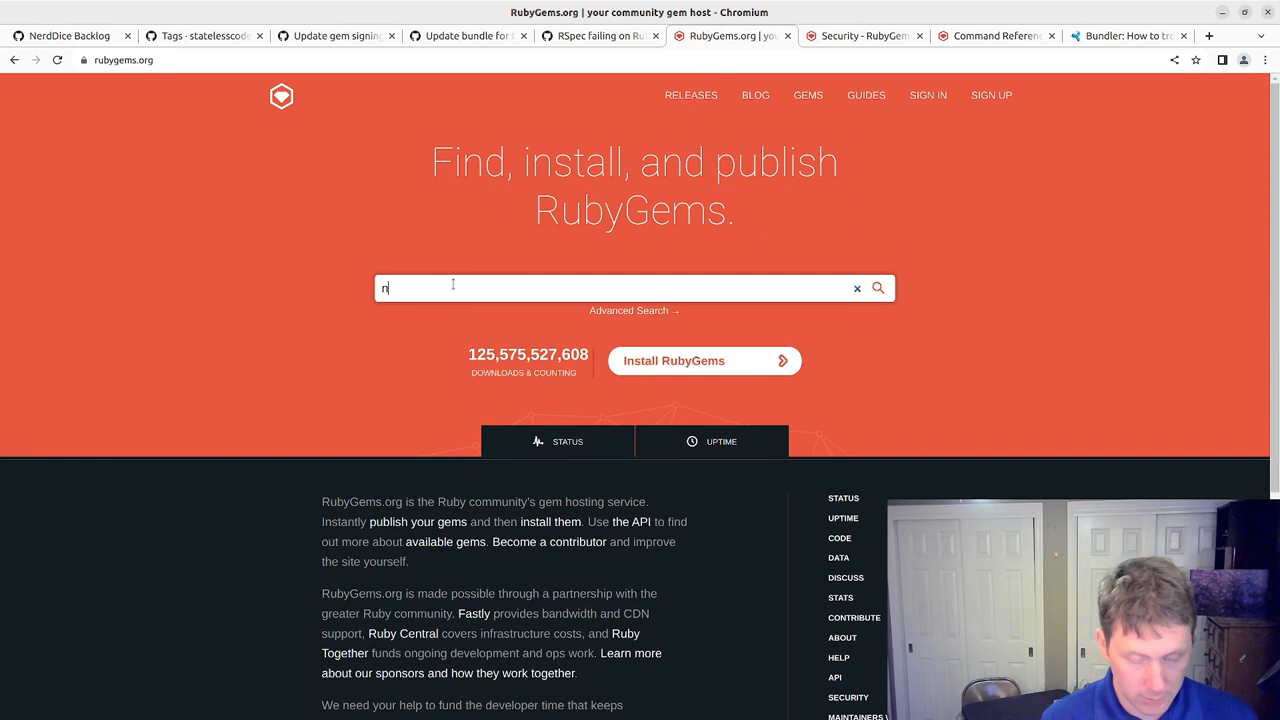 RubyGems.org | your community gem host - Chromium
NerdDice Backlog
Tags · statelesscode
Update gem signing
Update bundle for
RSpec failing on Ru
RubyGems.org | yo
Security - RubyGem
Command Referenc
Bundler: How to tr
rubygems.org
RELEASES BLOG GEMS GUIDES SIGN IN SIGN UP
Find, install, and publish
RubyGems.
n
Advanced Search →
125,575,527,608
DOWNLOADS & COUNTING
Install RubyGems
STATUS
UPTIME
RubyGems.org is the Ruby community's gem hosting service.
Instantly publish your gems and then install them. Use the API to find
out more about available gems. Become a contributor and improve
the site yourself.
RubyGems.org is made possible through a partnership with the
greater Ruby community. Fastly provides bandwidth and CDN
support, Ruby Central covers infrastructure costs, and Ruby
Together funds ongoing development and ops work. Learn more
about our sponsors and how they work together.
We need your help to fund the developer time that keeps
STATUS
UPTIME
CODE
DATA
DISCUSS
STATS
CONTRIBUTE
ABOUT
HELP
API
SECURITY
MAINTAINERS